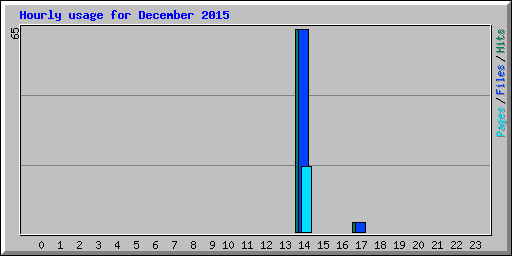 Hourly usage for December 2015
65
Pages/Files/Hits
0 1 2 3 4 5 6 7 8 9 10 11 12 13 14 15 16 17 18 19 20 21 22 23